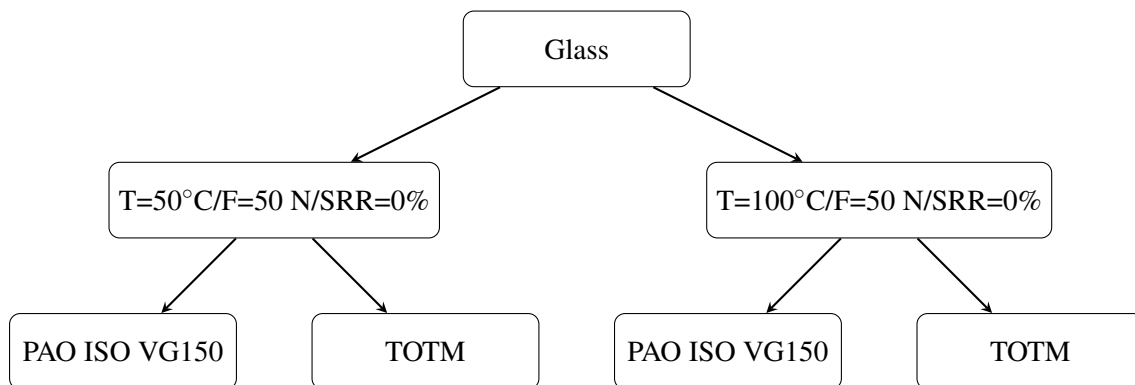 Glass
T=50°C/F=50 N/SRR=0%
T=100°C/F=50 N/SRR=0%
PAO ISO VG150
TOTM
PAO ISO VG150
TOTM